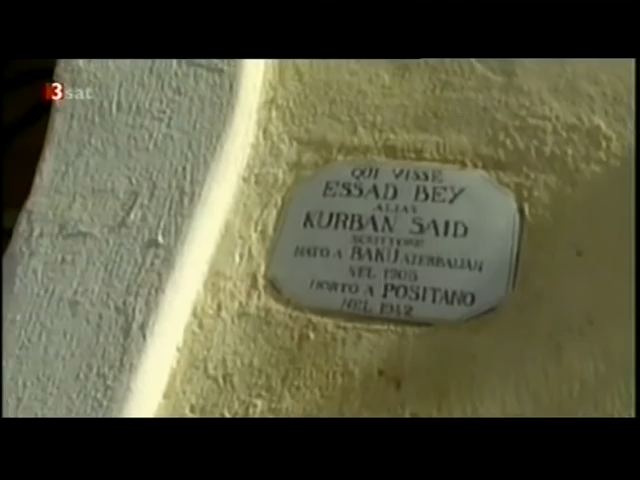 3sat
QUI VISSE
ESSAD BEY
ALIAS
KURBAN SAID
SCRITTORE
NATO A BAKU AZERBAIJAN
NEL 1905
MORTO A POSITANO
NEL 1942